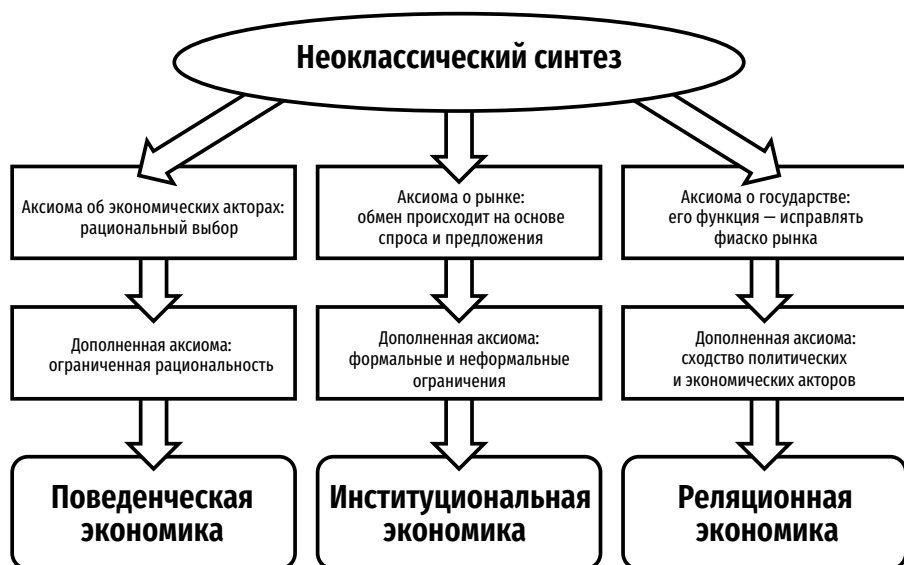 Неоклассический синтез
Аксиома об экономических акторах:
рациональный выбор
Аксиома о рынке:
обмен происходит на основе
спроса и предложения
Аксиома о государстве:
его функция — исправлять
фиаско рынка
Дополненная аксиома:
ограниченная рациональность
Дополненная аксиома:
формальные и неформальные
ограничения
Дополненная аксиома:
сходство политических
и экономических акторов
Поведенческая
экономика
Институциональная
экономика
Реляционная
экономика